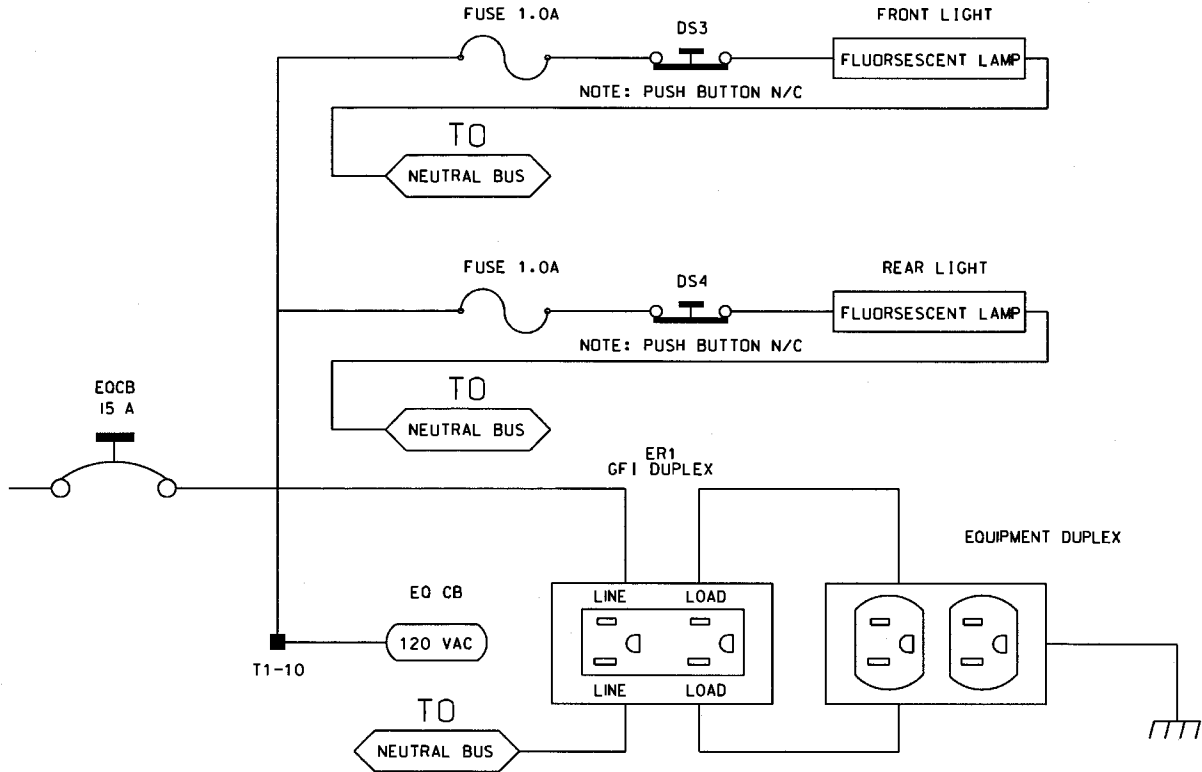 FUSE 1.0A
DS3
FRONT LIGHT
FLUORSESCENT LAMP
NOTE: PUSH BUTTON N/C
TO
NEUTRAL BUS
FUSE 1.0A
DS4
REAR LIGHT
FLUORSESCENT LAMP
NOTE: PUSH BUTTON N/C
TO
NEUTRAL BUS
EQCB
15 A
ER1
GFI DUPLEX
EQUIPMENT DUPLEX
LINE LOAD
EQ CB
120 VAC
T1-10
LINE LOAD
TO
NEUTRAL BUS